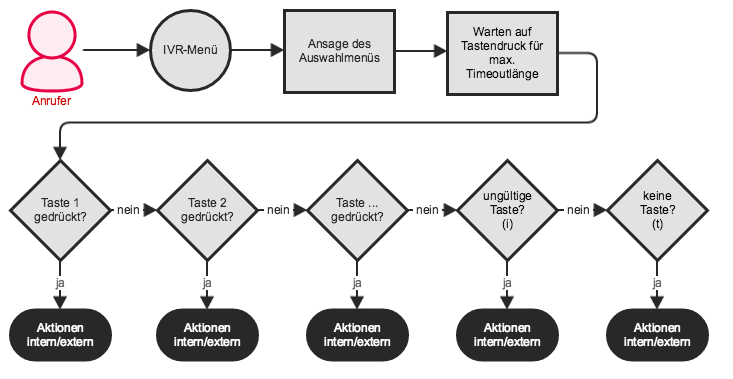 Anrufer
IVR-Menü
Ansage des
Auswahlmenüs
Warten auf
Tastendruck für
max.
Timeoutlänge
Taste 1
gedrückt?
nein
Taste 2
gedrückt?
nein
Taste ...
gedrückt?
nein
ungültige
Taste?
(i)
nein
keine
Taste?
(t)
ja
ja
ja
ja
ja
Aktionen
intern/extern
Aktionen
intern/extern
Aktionen
intern/extern
Aktionen
intern/extern
Aktionen
intern/extern